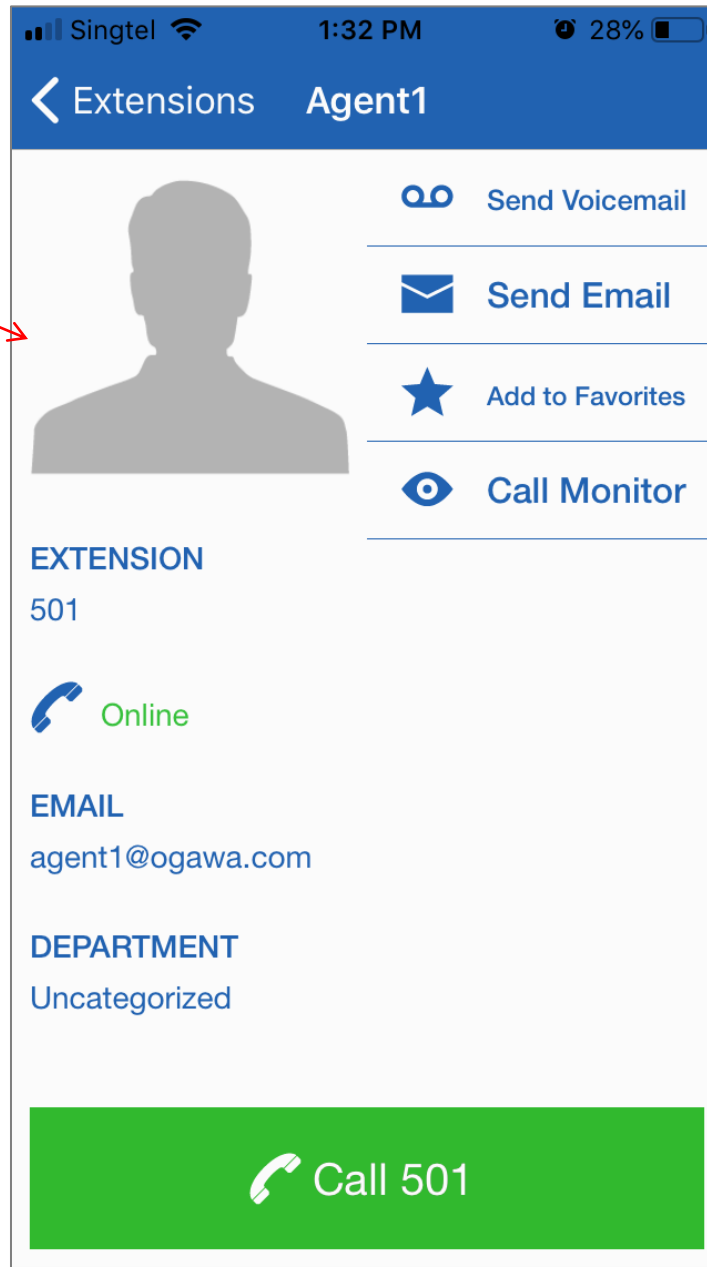 Singtel 1:32 PM 28%
Extensions Agent1
Send Voicemail
Send Email
Add to Favorites
Call Monitor
EXTENSION
501
Online
EMAIL
agent1@ogawa.com
DEPARTMENT
Uncategorized
Call 501